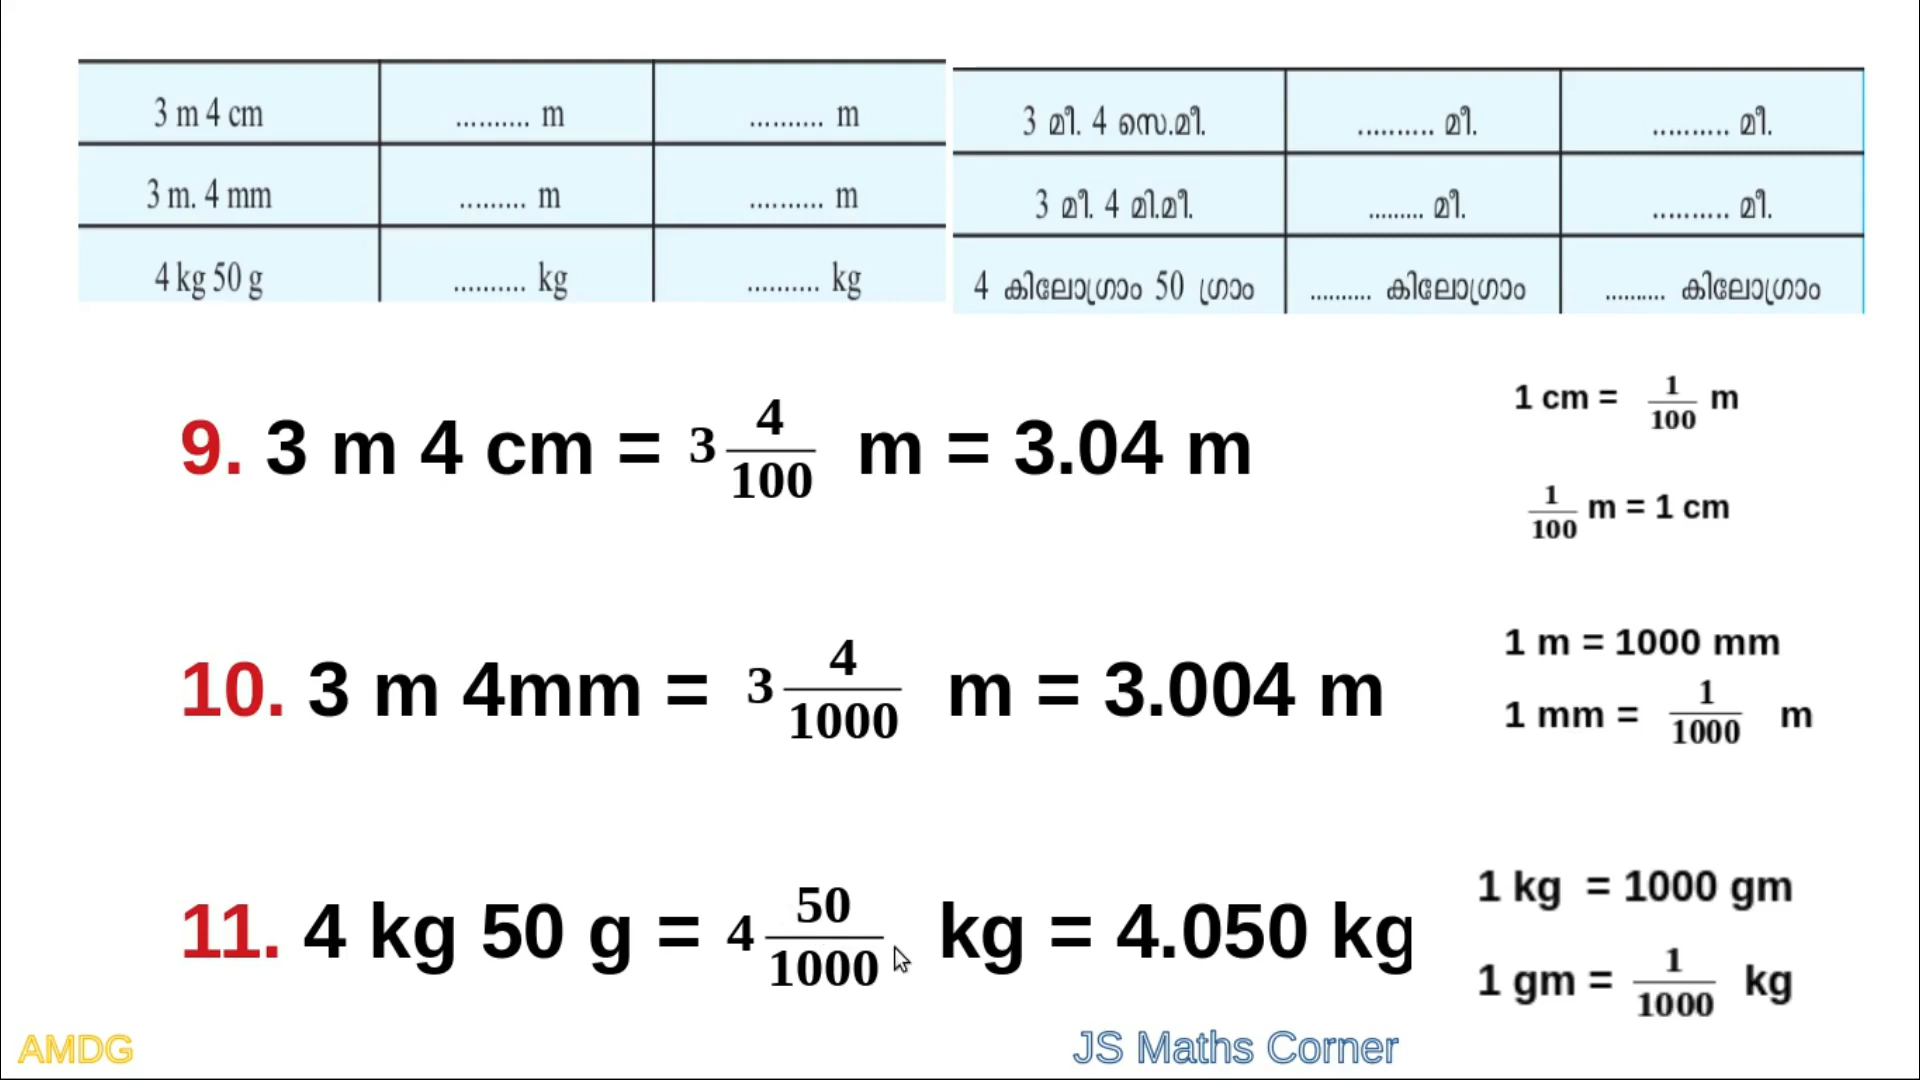 3 m 4 cm .......... m .......... m
3 m. 4 mm ......... m .......... m
4 kg 50 g .......... kg .......... kg
3 മീ. 4 സെ.മീ. .......... മീ. .......... മീ.
3 മീ. 4 മി.മീ. ......... മീ. .......... മീ.
4 കിലോഗ്രാം 50 ഗ്രാം .......... കിലോഗ്രാം .......... കിലോഗ്രാം
9. 3 m 4 cm = 3 4/100 m = 3.04 m
1 cm = 1/100 m
1/100 m = 1 cm
10. 3 m 4mm = 3 4/1000 m = 3.004 m
1 m = 1000 mm
1 mm = 1/1000 m
11. 4 kg 50 g = 4 50/1000 kg = 4.050 kg
1 kg = 1000 gm
1 gm = 1/1000 kg
AMDG
JS Maths Corner